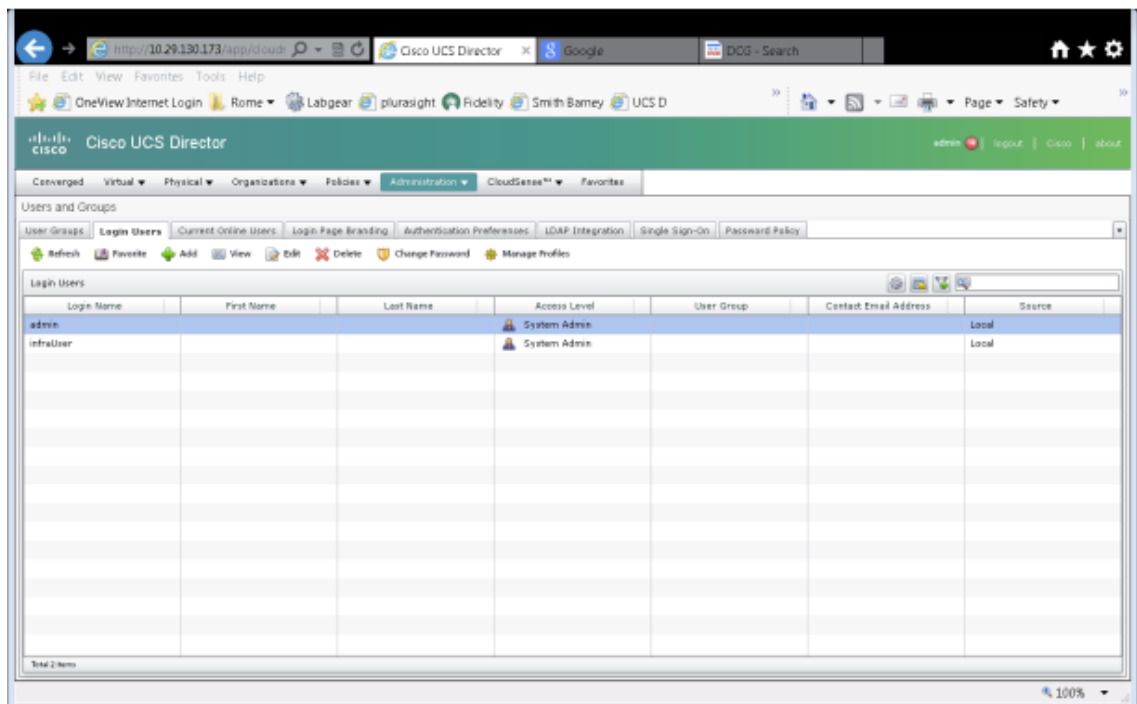 http://10.29.130.173/app/cloudi Cisco UCS Director × Google DCG - Search
File Edit View Favorites Tools Help
OneView Internet Login Rome Labgear plurasight Fidelity Smith Barney UCS D » Page Safety »
cisco Cisco UCS Director admin | logout | Cisco | about
Converged Virtual Physical Organizations Policies Administration CloudSense™ Favorites
Users and Groups
User Groups Login Users Current Online Users Login Page Branding Authentication Preferences LDAP Integration Single Sign-On Password Policy
Refresh Favorite Add View Edit Delete Change Password Manage Profiles
Login Users
Login Name First Name Last Name Access Level User Group Contact Email Address Source
admin System Admin Local
infraUser System Admin Local
Total 2 items
100%